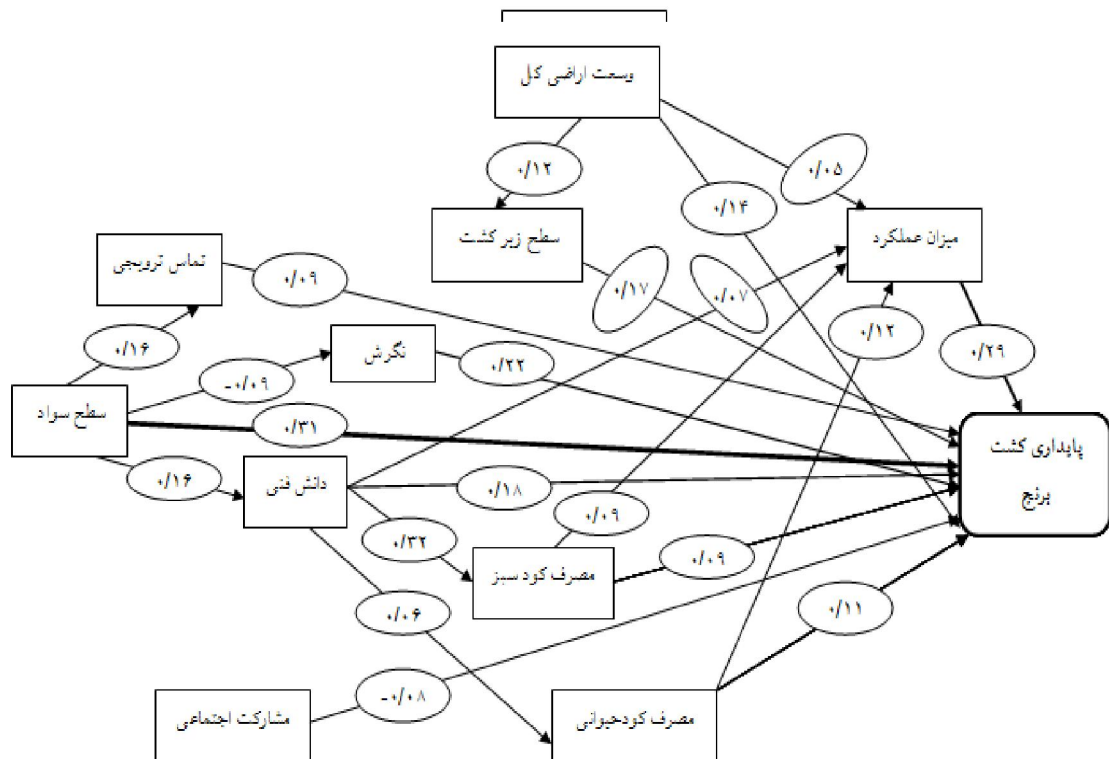 وسعت اراضی کل
۰/۱۲
۰/۰۵
۰/۱۴
سطح زیر کشت
میزان عملکرد
تماس ترویجی
۰/۰۹
۰/۱۷
۰/۰۷
۰/۱۲
۰/۱۶
نگرش
۰/۲۲
۰/۲۹
-۰/۰۹
سطح سواد
۰/۳۱
پایداری کشت
برنج
۰/۱۶
دانش فنی
۰/۱۸
۰/۰۹
۰/۳۲
مصرف کود سبز
۰/۰۹
۰/۰۶
۰/۱۱
مشارکت اجتماعی
-۰/۰۸
مصرف کودحیوانی